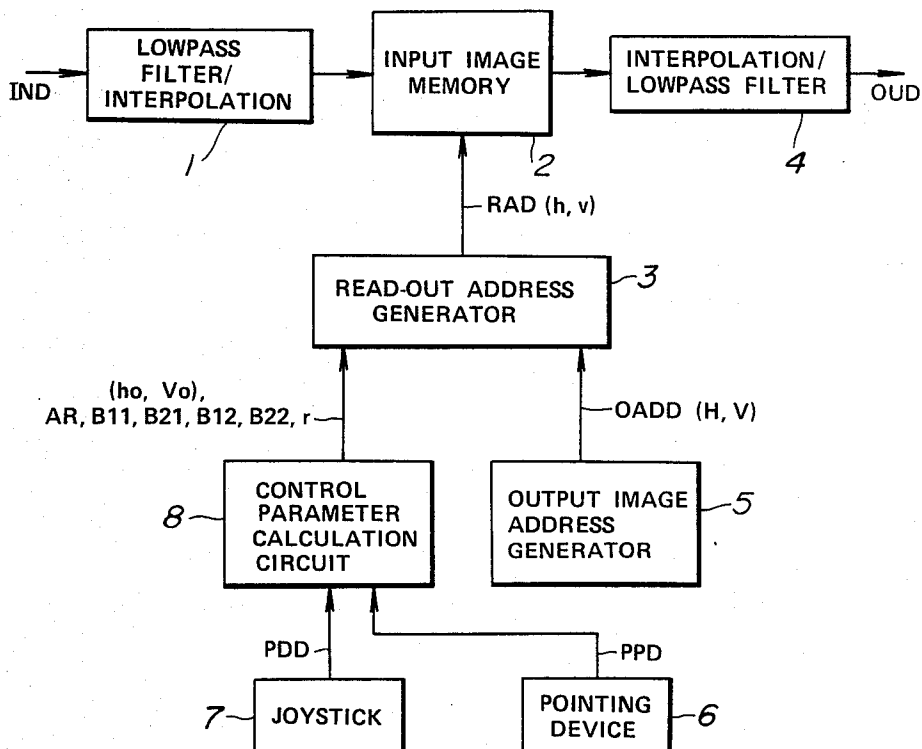 LOWPASS
FILTER/
INTERPOLATION
IND
1
INPUT IMAGE
MEMORY
2
INTERPOLATION/
LOWPASS FILTER
OUD
4
RAD (h, v)
READ-OUT ADDRESS
GENERATOR
3
(ho, Vo),
AR, B11, B21, B12, B22, r
OADD (H, V)
8
CONTROL
PARAMETER
CALCULATION
CIRCUIT
OUTPUT IMAGE
ADDRESS
GENERATOR
5
PDD
PPD
7
JOYSTICK
POINTING
DEVICE
6